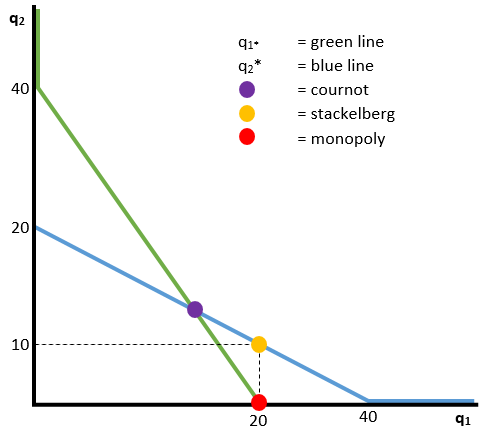 q2
q1* = green line
q2* = blue line
= cournot
= stackelberg
= monopoly
40
20
10
20
40
q1